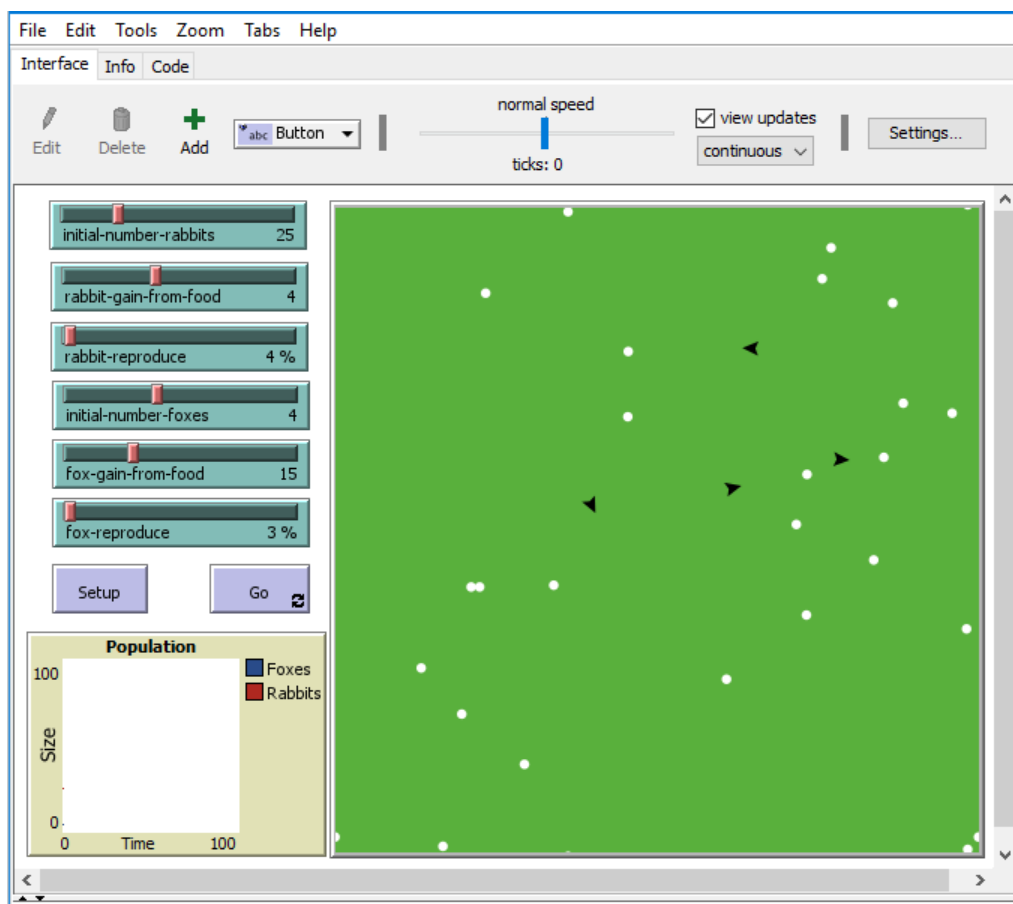 File Edit Tools Zoom Tabs Help
Interface Info Code
Edit Delete Add
abc Button
normal speed
ticks: 0
view updates
continuous
Settings...
initial-number-rabbits 25
rabbit-gain-from-food 4
rabbit-reproduce 4 %
initial-number-foxes 4
fox-gain-from-food 15
fox-reproduce 3 %
Setup Go
Population
100
Size
0
0 Time 100
Foxes
Rabbits